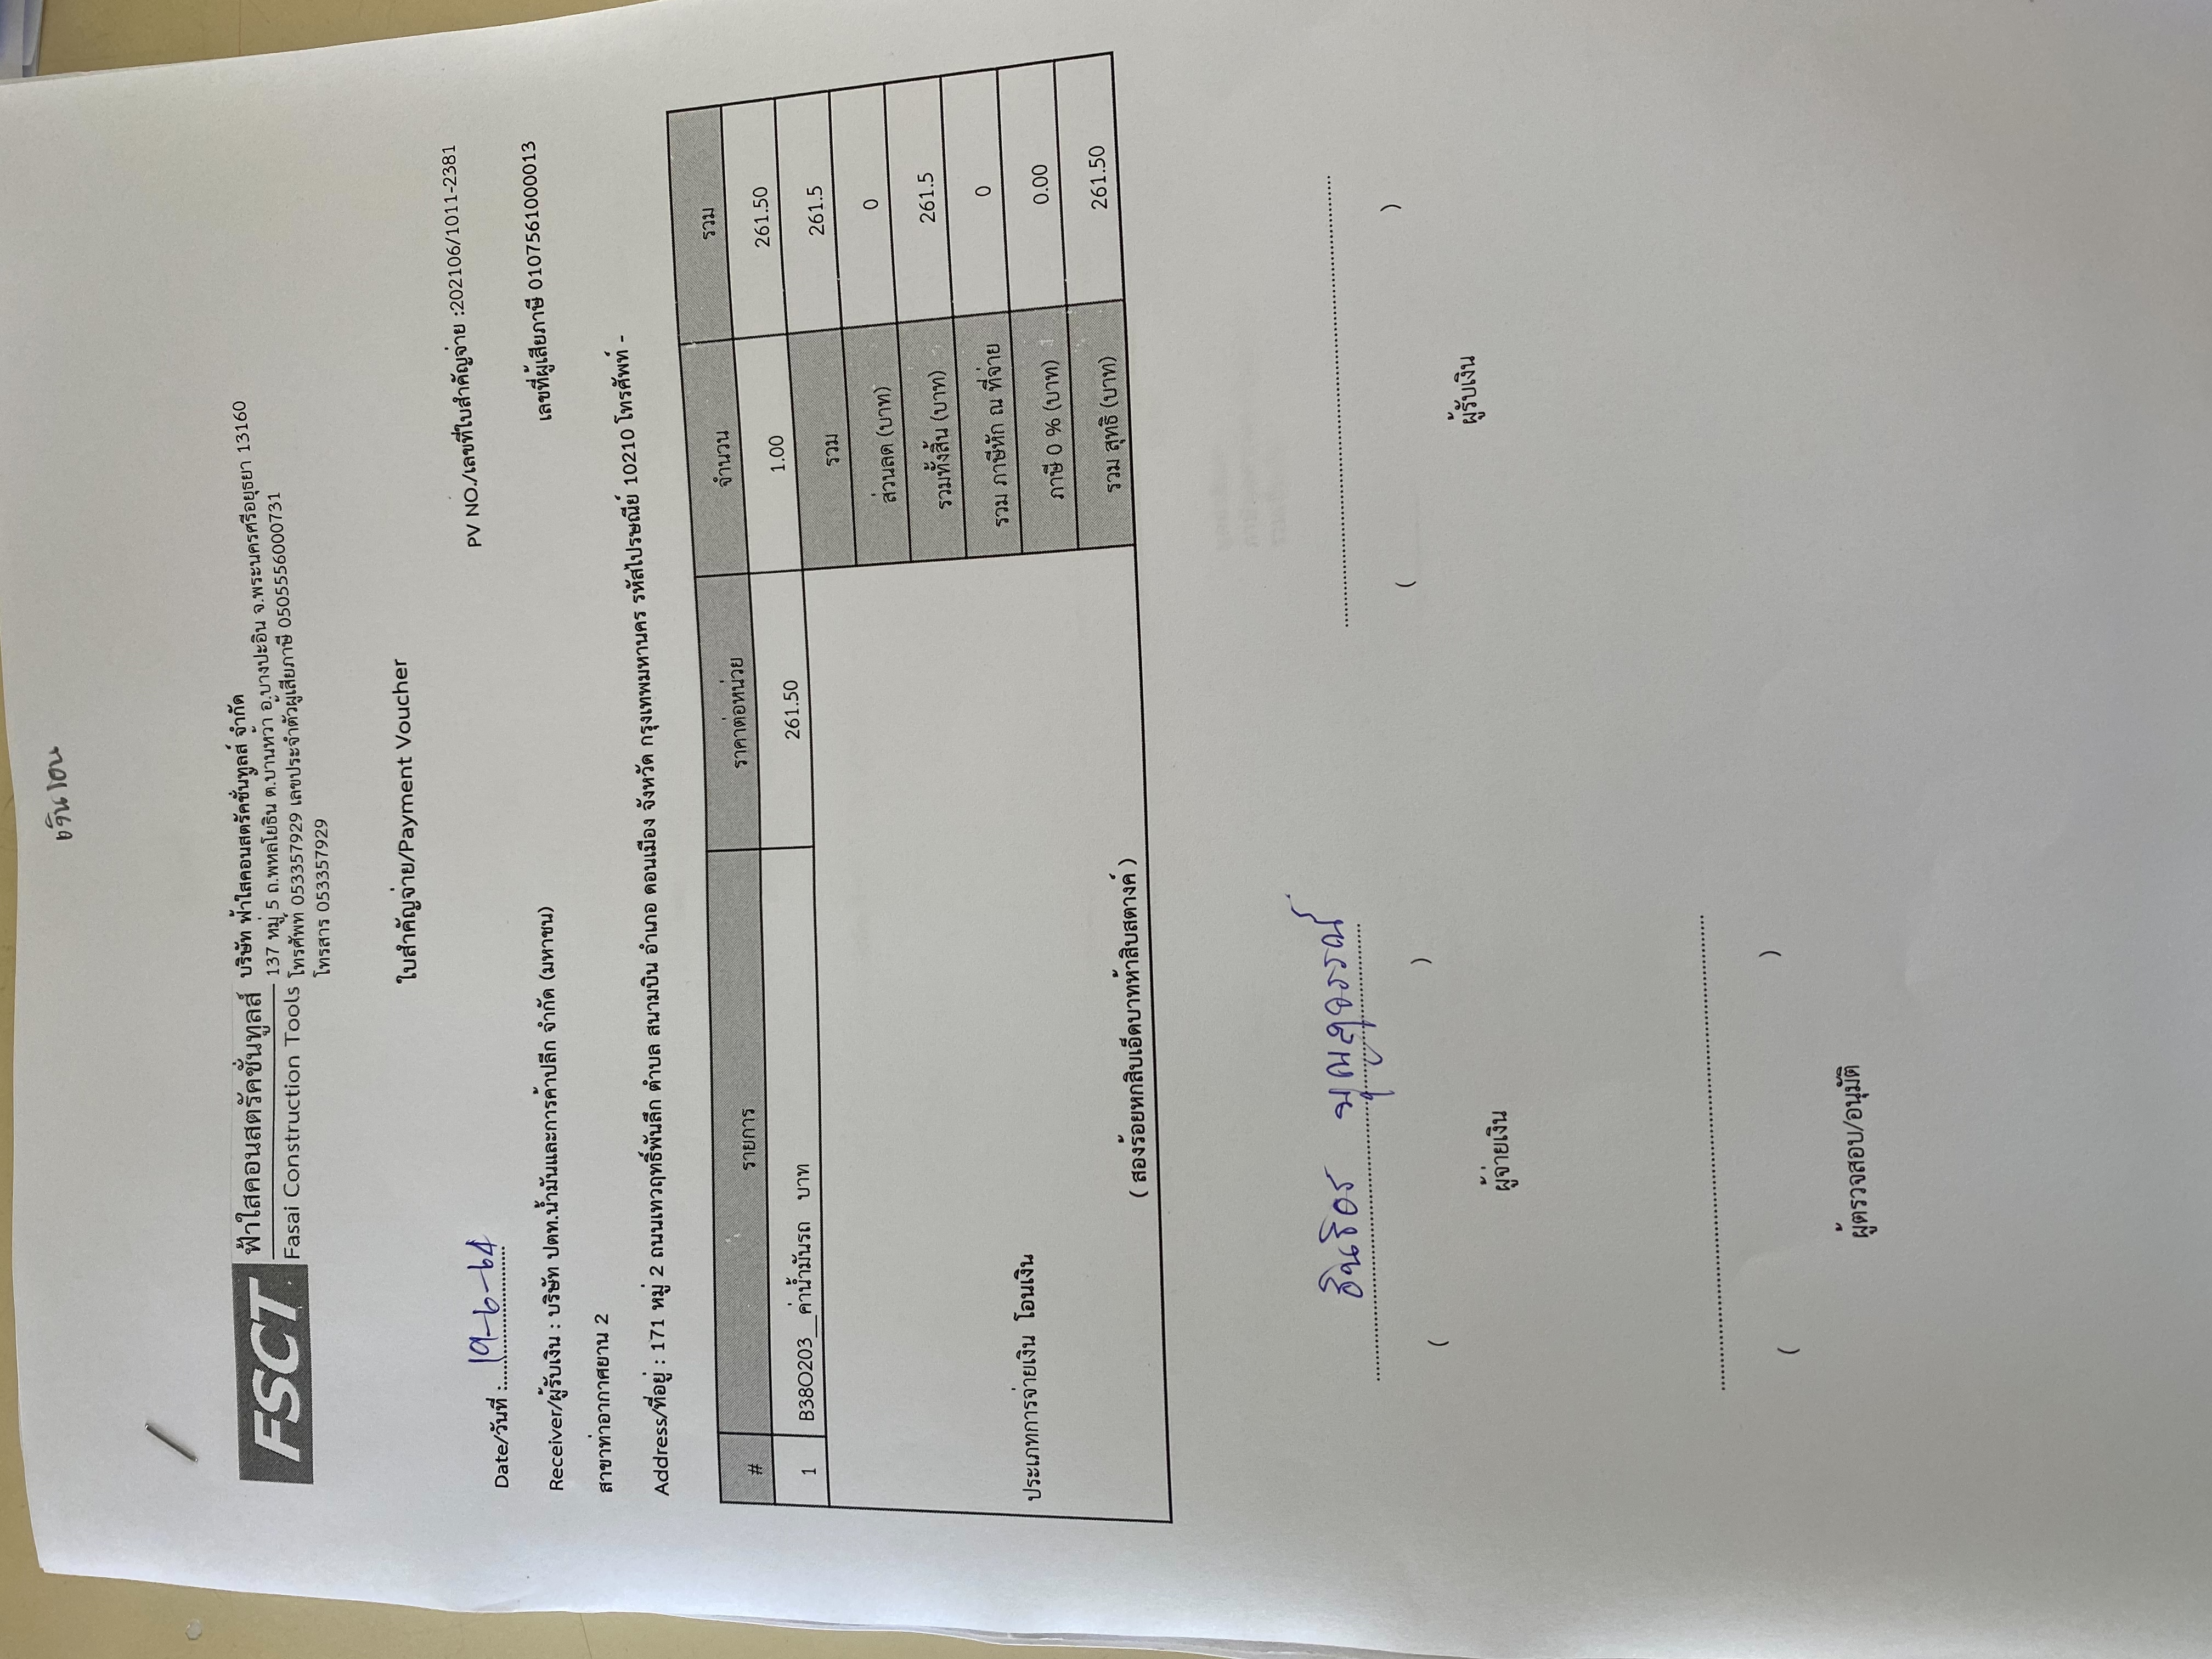 เงินโอน
FSCT
ฟ้าใสคอนสตรัคชั่นทูลส์
Fasai Construction Tools
บริษัท ฟ้าใสคอนสตรัคชั่นทูลส์ จำกัด
137 หมู่ 5 ถ.พหลโยธิน ต.บ้านหว้า อ.บางปะอิน จ.พระนครศรีอยุธยา 13160
โทรศัพท์ 053357929 เลขประจำตัวผู้เสียภาษี 0505556000731
โทรสาร 053357929
ใบสำคัญจ่าย/Payment Voucher
PV NO./เลขที่ใบสำคัญจ่าย :202106/1011-2381
Date/วันที่ : 19-6-64
Receiver/ผู้รับเงิน : บริษัท ปตท.น้ำมันและการค้าปลีก จำกัด (มหาชน) เลขที่ผู้เสียภาษี 0107561000013
สาขาท่าอากาศยาน 2
Address/ที่อยู่ : 171 หมู่ 2 ถนนเทวฤทธิ์พันลึก ตำบล สนามบิน อำเภอ ดอนเมือง จังหวัด กรุงเทพมหานคร รหัสไปรษณีย์ 10210 โทรศัพท์ -
# รายการ ราคาต่อหน่วย จำนวน รวม
1 B38O203__ค่าน้ำมันรถ บาท 261.50 1.00 261.50
รวม 261.5
ส่วนลด (บาท) 0
รวมทั้งสิ้น (บาท) 261.5
รวม ภาษีหัก ณ ที่จ่าย 0
ประเภทการจ่ายเงิน โอนเงิน
ภาษี 0 % (บาท) 0.00
รวม สุทธิ (บาท) 261.50
( สองร้อยหกสิบเอ็ดบาทห้าสิบสตางค์ )
( )
( )
ผู้จ่ายเงิน
ผู้รับเงิน
( )
ผู้ตรวจสอบ/อนุมัติ